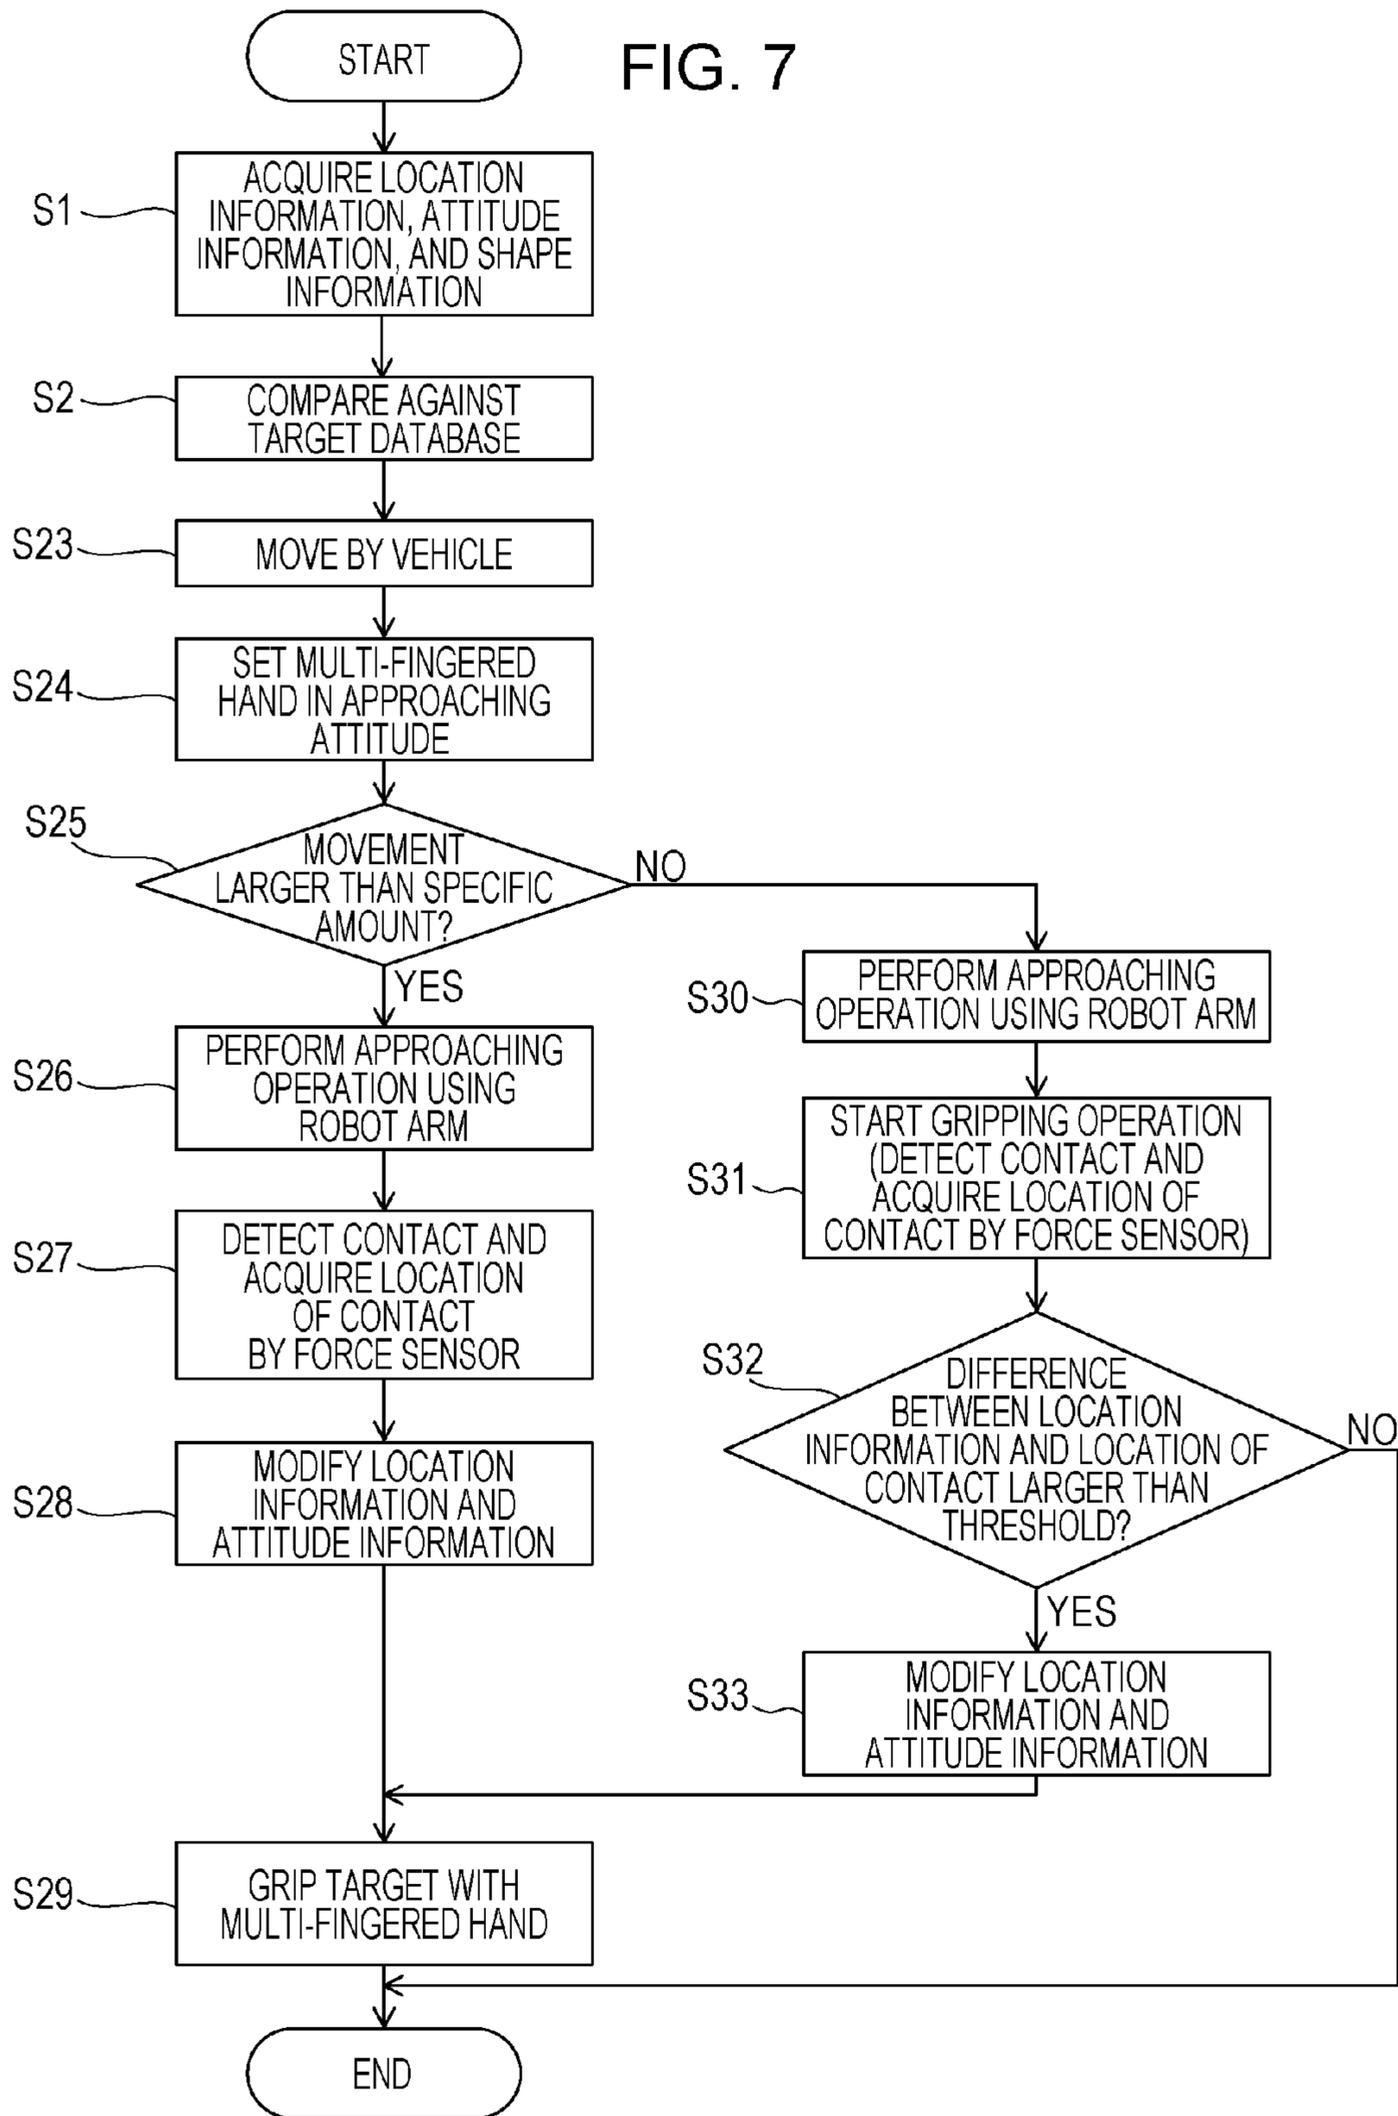 START
FIG. 7
S1
ACQUIRE LOCATION
INFORMATION, ATTITUDE
INFORMATION, AND SHAPE
INFORMATION
S2
COMPARE AGAINST
TARGET DATABASE
S23
MOVE BY VEHICLE
S24
SET MULTI-FINGERED
HAND IN APPROACHING
ATTITUDE
S25
MOVEMENT
LARGER THAN SPECIFIC
AMOUNT?
NO
YES
S26
PERFORM APPROACHING
OPERATION USING
ROBOT ARM
S27
DETECT CONTACT AND
ACQUIRE LOCATION
OF CONTACT
BY FORCE SENSOR
S28
MODIFY LOCATION
INFORMATION AND
ATTITUDE INFORMATION
S30
PERFORM APPROACHING
OPERATION USING ROBOT ARM
S31
START GRIPPING OPERATION
(DETECT CONTACT AND
ACQUIRE LOCATION OF
CONTACT BY FORCE SENSOR)
S32
DIFFERENCE
BETWEEN LOCATION
INFORMATION AND LOCATION OF
CONTACT LARGER THAN
THRESHOLD?
NO
YES
S33
MODIFY LOCATION
INFORMATION AND
ATTITUDE INFORMATION
S29
GRIP TARGET WITH
MULTI-FINGERED HAND
END